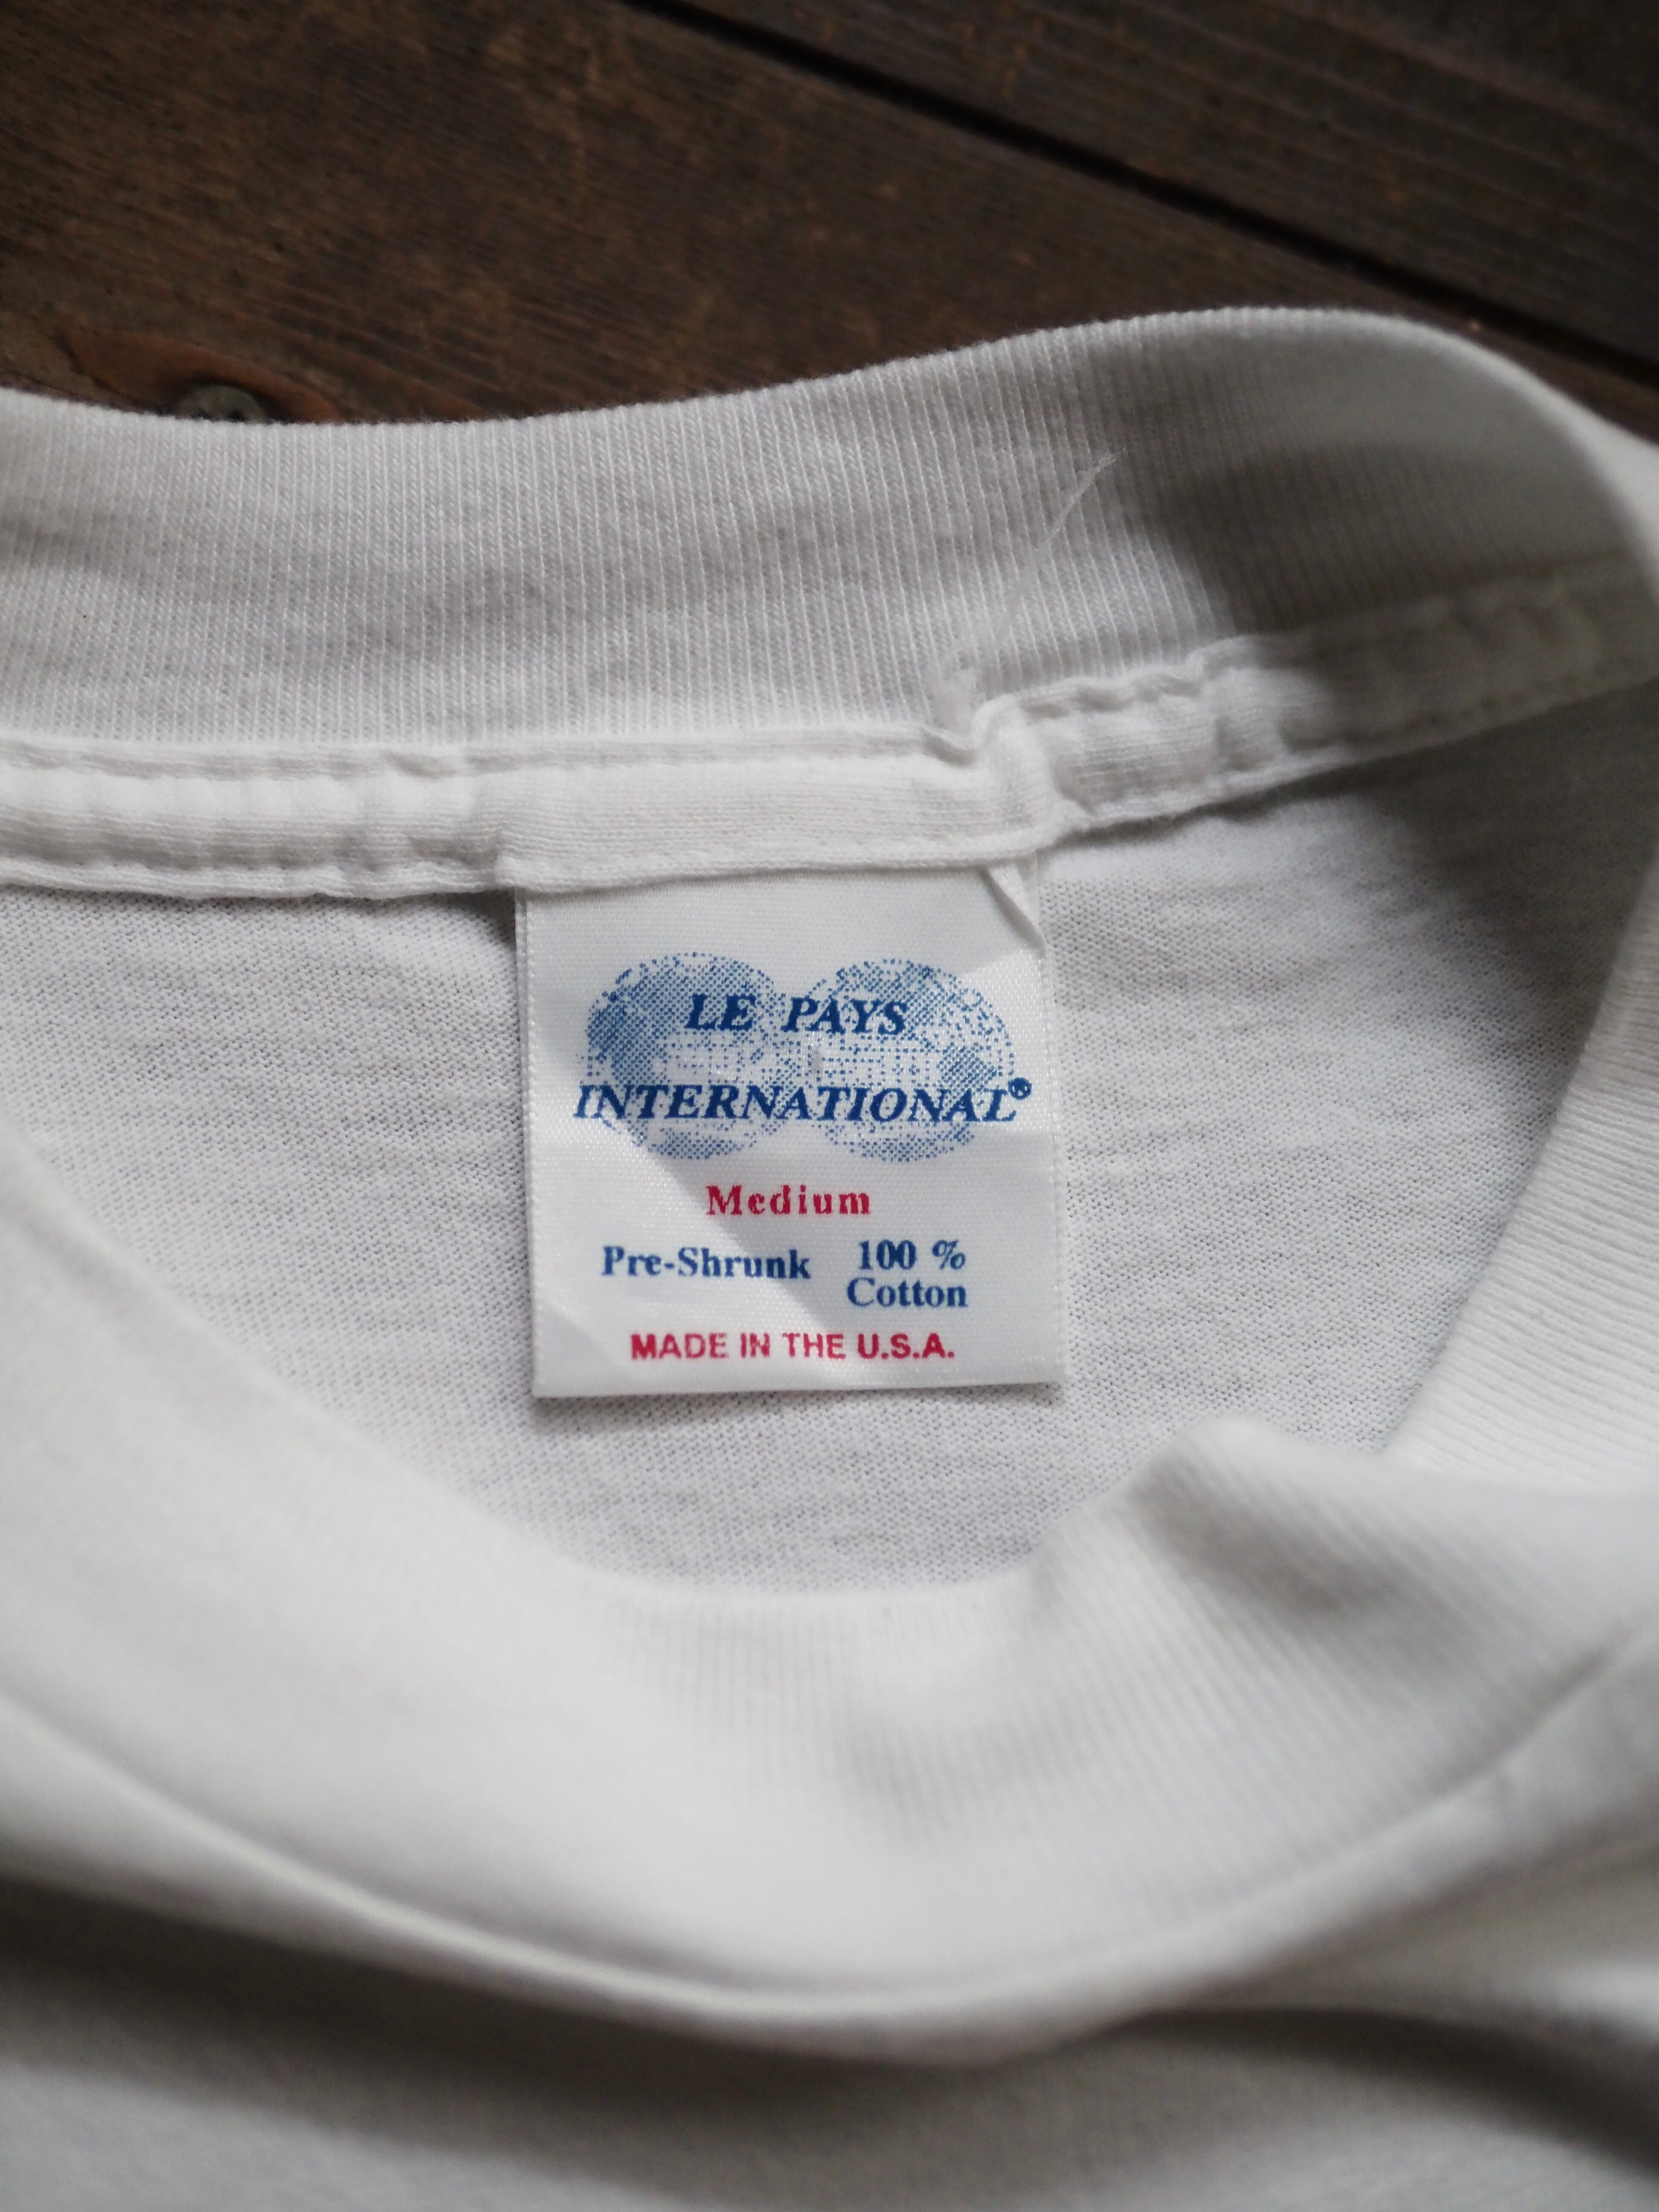 LE PAYS
INTERNATIONAL®
Medium
Pre-Shrunk 100 %
Cotton
MADE IN THE U.S.A.